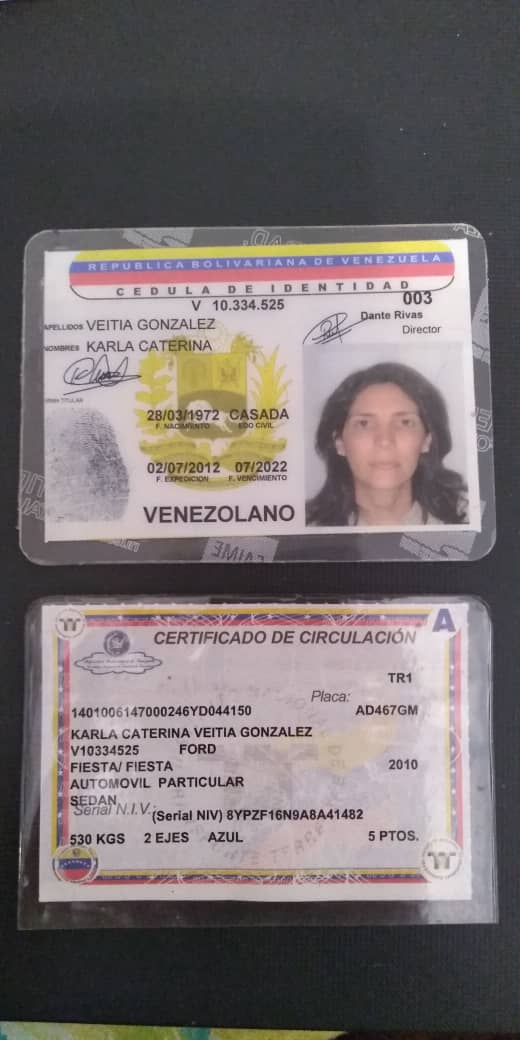 REPUBLICA BOLIVARIANA DE VENEZUELA
CEDULA DE IDENTIDAD
V 10.334.525 003
Dante Rivas
Director
APELLIDOS VEITIA GONZALEZ
NOMBRES KARLA CATERINA
FIRMA TITULAR
28/03/1972 CASADA
F. NACIMIENTO EDO CIVIL
02/07/2012 07/2022
F. EXPEDICION F. VENCIMIENTO
VENEZOLANO
SAIME
A
CERTIFICADO DE CIRCULACIÓN
TR1
Placa:
1401006147000246YD044150 AD467GM
KARLA CATERINA VEITIA GONZALEZ
V10334525 FORD
FIESTA/ FIESTA 2010
AUTOMOVIL PARTICULAR
SEDAN
Serial N.I.V.: (Serial NIV) 8YPZF16N9A8A41482
530 KGS 2 EJES AZUL 5 PTOS.